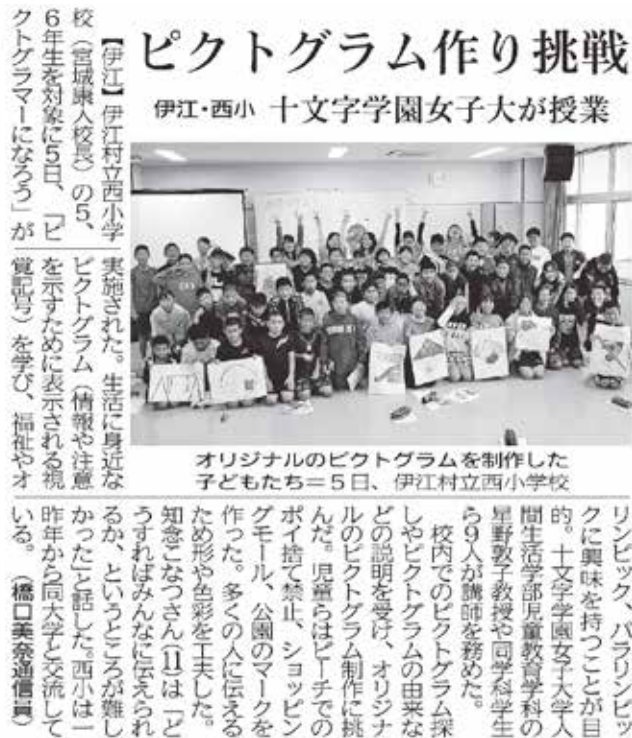 ピクトグラム作り挑戦
伊江・西小 十文字学園女子大が授業
【伊江】伊江村立西小学
校（宮城康人校長）の5、
6年生を対象に5日、「ピ
クトグラマーになろう」が
実施された。生活に身近な
ピクトグラム（情報や注意
を示すために表示される視
覚記号）を学び、福祉やオ
オリジナルのピクトグラムを制作した
子どもたち＝5日、伊江村立西小学校
リンピック、パラリンピッ
クに興味を持つことが目
的。十文字学園女子大学人
間生活学部児童教育学科の
星野敦子教授や同学科学生
ら9人が講師を務めた。
校内でのピクトグラム探
しやピクトグラムの由来な
どの説明を受け、オリジナ
ルのピクトグラム制作に挑
んだ。児童らはビーチでの
ポイ捨て禁止、ショッピン
グモール、公園のマークを
作った。多くの人に伝える
ため形や色彩を工夫した。
知念こなつさん（11）は「ど
うすればみんなに伝えられ
るか、というところが難し
かった」と話した。西小は一
昨年から同大学と交流して
いる。（橋口美奈通信員）